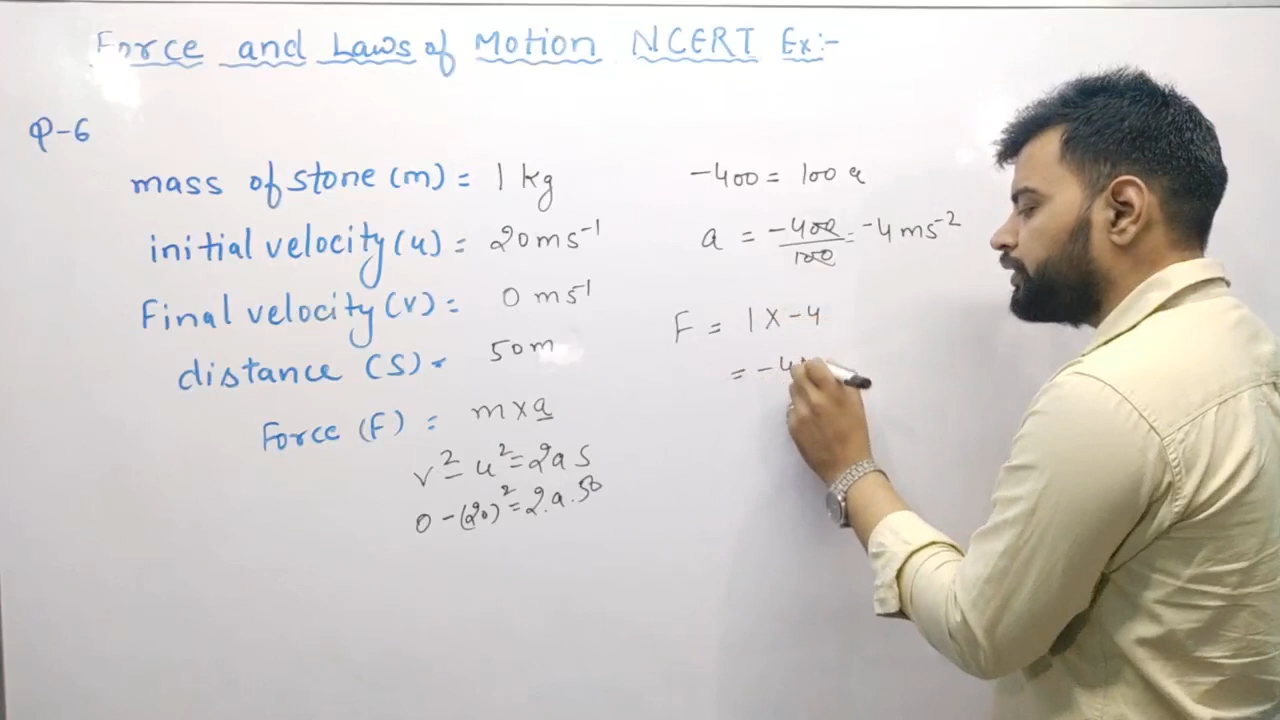 Force and Laws of Motion NCERT Ex:-
Q-6
mass of stone (m) = 1 kg
initial velocity (u) = 20 ms⁻¹
Final velocity (v) = 0 ms⁻¹
distance (S) = 50m
Force (F) = m x a
v² - u² = 2as
0 - (20)² = 2.a.50
-400 = 100 a
a = -400/100 = -4 ms⁻²
F = 1 x -4
= -4